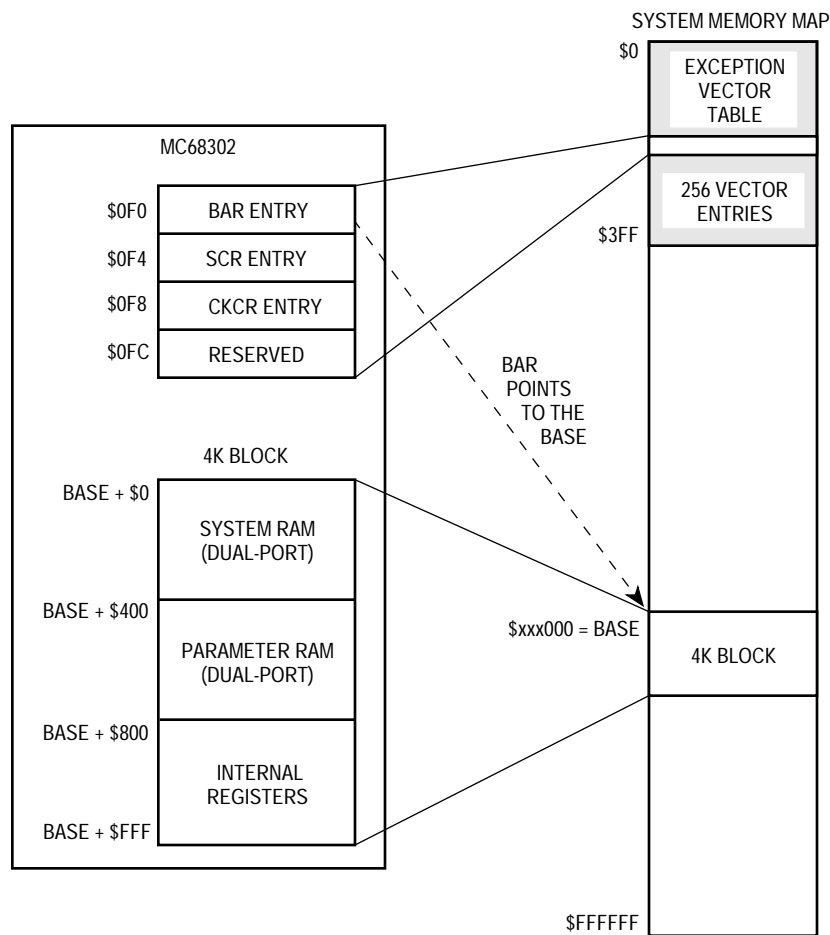 SYSTEM MEMORY MAP
$0
EXCEPTION
VECTOR
TABLE
256 VECTOR
ENTRIES
$3FF
MC68302
$0F0
BAR ENTRY
$0F4
SCR ENTRY
$0F8
CKCR ENTRY
$0FC
RESERVED
BAR
POINTS
TO THE
BASE
4K BLOCK
BASE + $0
SYSTEM RAM
(DUAL-PORT)
BASE + $400
PARAMETER RAM
(DUAL-PORT)
BASE + $800
INTERNAL
REGISTERS
BASE + $FFF
$xxx000 = BASE
4K BLOCK
$FFFFFF